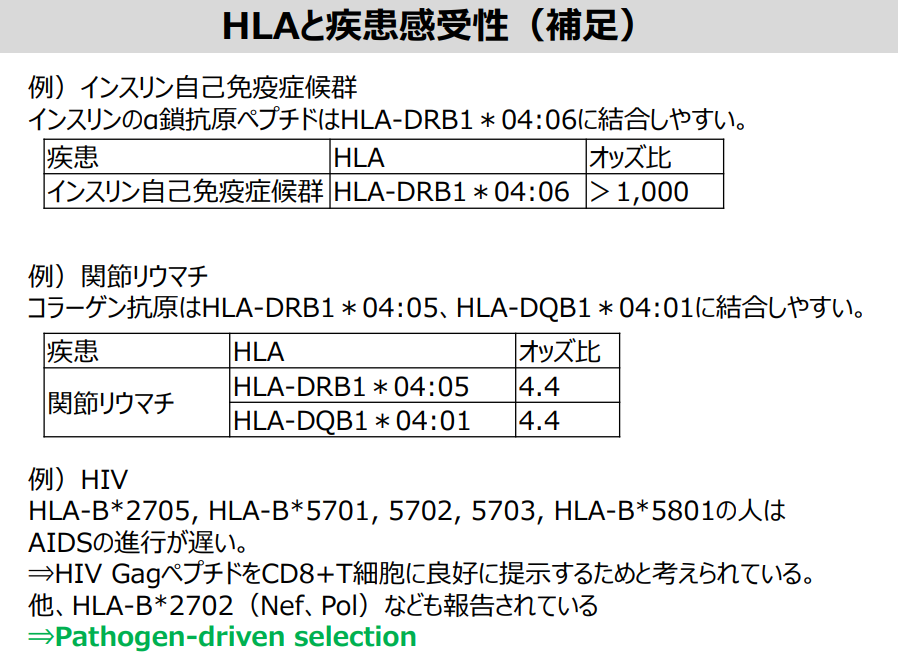 HLAと疾患感受性（補足）
例）インスリン自己免疫症候群
インスリンのα鎖抗原ペプチドはHLA-DRB1＊04:06に結合しやすい。
疾患 HLA オッズ比
インスリン自己免疫症候群 HLA-DRB1＊04:06 ＞1,000
例）関節リウマチ
コラーゲン抗原はHLA-DRB1＊04:05、HLA-DQB1＊04:01に結合しやすい。
疾患 HLA オッズ比
関節リウマチ HLA-DRB1＊04:05 4.4
HLA-DQB1＊04:01 4.4
例）HIV
HLA-B*2705, HLA-B*5701, 5702, 5703, HLA-B*5801の人は
AIDSの進行が遅い。
⇒HIV GagペプチドをCD8+T細胞に良好に提示するためと考えられている。
他、HLA-B*2702（Nef、Pol）なども報告されている
⇒Pathogen-driven selection